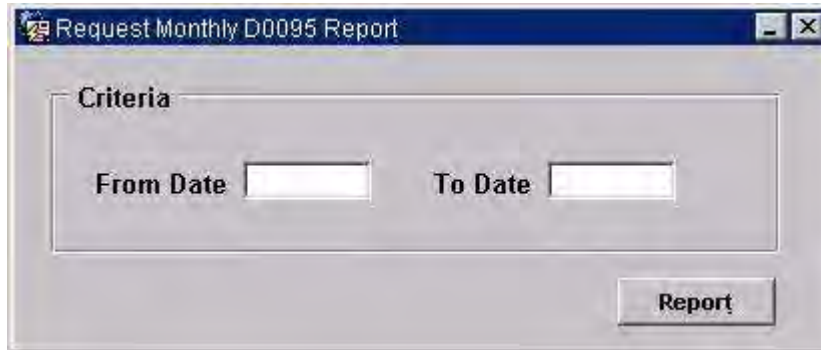 Request Monthly D0095 Report
Criteria
From Date To Date
Report